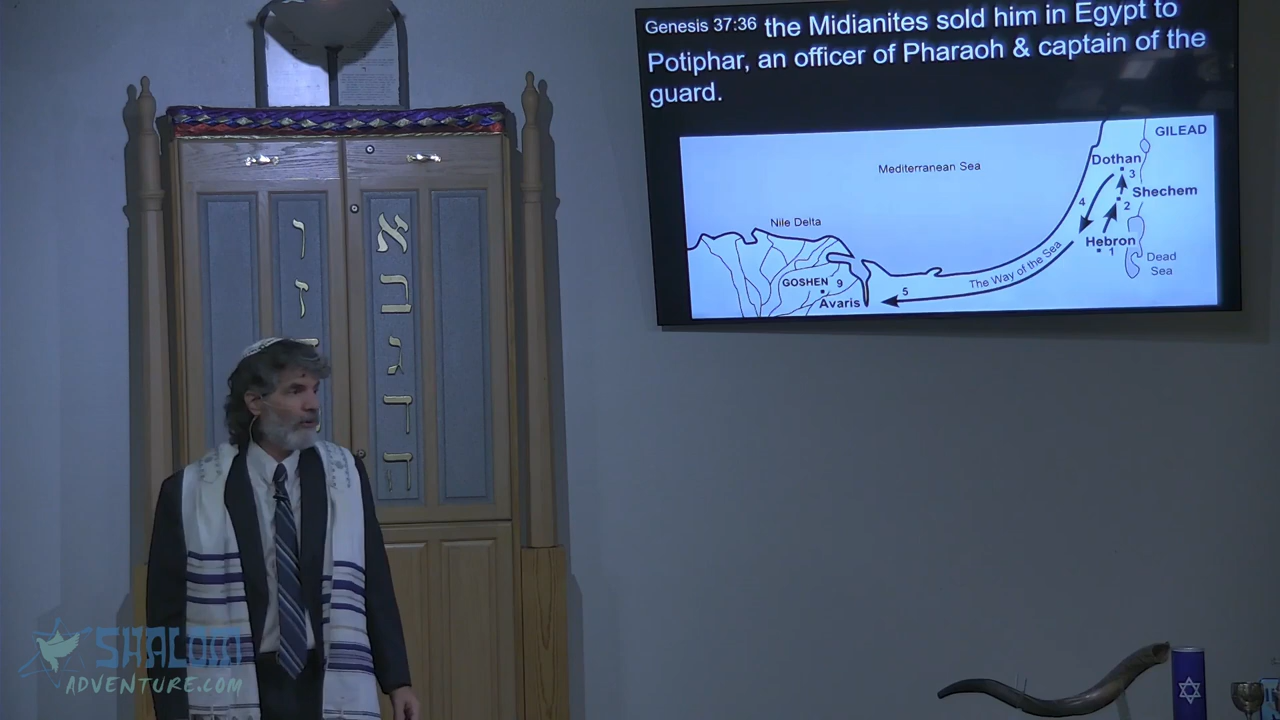 Genesis 37:36 the Midianites sold him in Egypt to
Potiphar, an officer of Pharaoh & captain of the
guard.
GILEAD
Mediterranean Sea
Dothan
3
Shechem
4
2
Nile Delta
Hebron
1
The Way of the Sea
Dead
Sea
GOSHEN 9
5
Avaris
א
ב
ג
ד
ה
ו
ז
SHALOM
ADVENTURE.COM